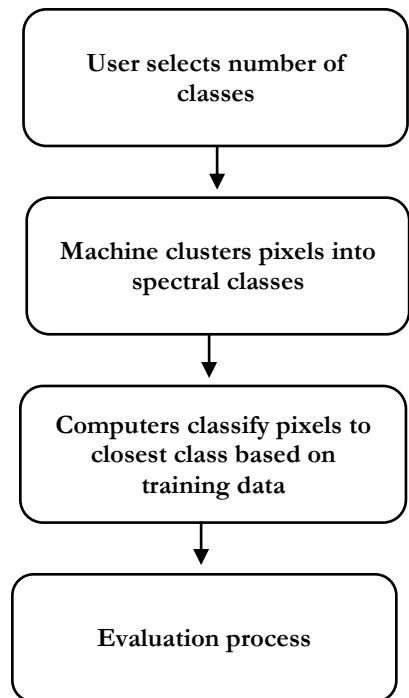 User selects number of
classes
Machine clusters pixels into
spectral classes
Computers classify pixels to
closest class based on
training data
Evaluation process